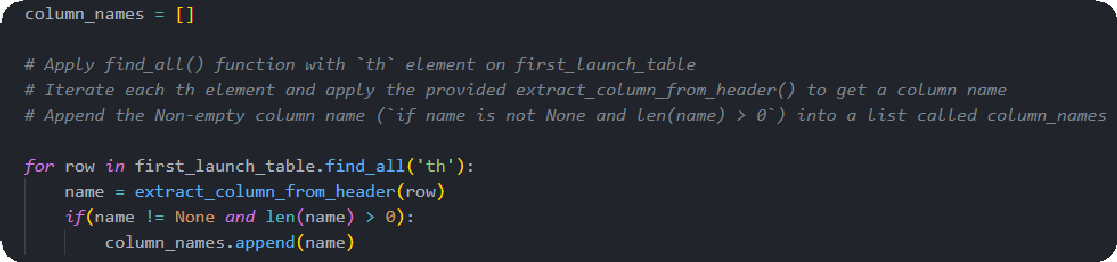 column_names = []
# Apply find_all() function with `th` element on first_launch_table
# Iterate each th element and apply the provided extract_column_from_header() to get a column name
# Append the Non-empty column name (`if name is not None and len(name) > 0`) into a list called column_names
for row in first_launch_table.find_all('th'):
    name = extract_column_from_header(row)
    if(name != None and len(name) > 0):
        column_names.append(name)